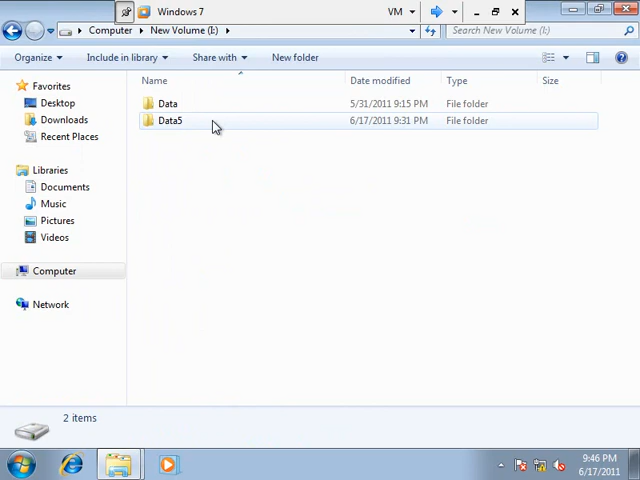 Windows 7 VM
Computer New Volume (I:) Search New Volume (I:)
Organize Include in library Share with New folder
Name Date modified Type Size
Favorites
Desktop
Downloads
Recent Places
Libraries
Documents
Music
Pictures
Videos
Computer
Network
Data 5/31/2011 9:15 PM File folder
Data5 6/17/2011 9:31 PM File folder
2 items
9:46 PM
6/17/2011